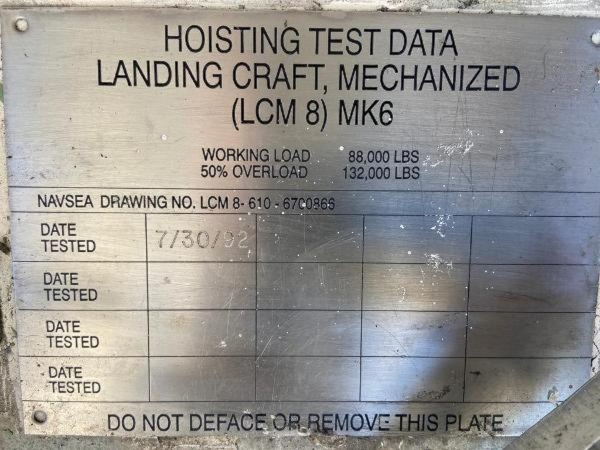 HOISTING TEST DATA
LANDING CRAFT, MECHANIZED
(LCM 8) MK6
WORKING LOAD 88,000 LBS
50% OVERLOAD 132,000 LBS
NAVSEA DRAWING NO. LCM 8-610-6700866
DATE TESTED 7/30/92
DATE TESTED
DATE TESTED
DATE TESTED
DO NOT DEFACE OR REMOVE THIS PLATE